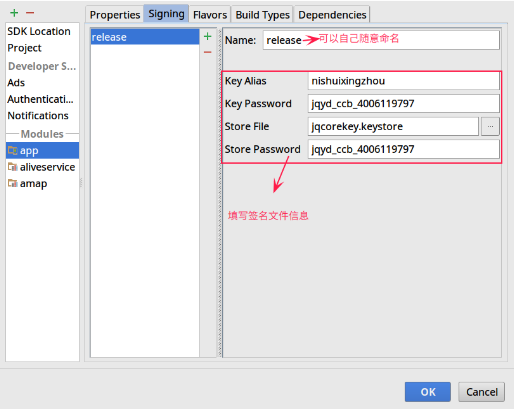 Properties Signing Flavors Build Types Dependencies
SDK Location
Project
Developer S...
Ads
Authenticati...
Notifications
Modules
app
aliveservice
amap
release
Name: release 可以自己随意命名
Key Alias nishuixingzhou
Key Password jqyd_ccb_4006119797
Store File jqcorekey.keystore ...
Store Password jqyd_ccb_4006119797
填写签名文件信息
OK Cancel